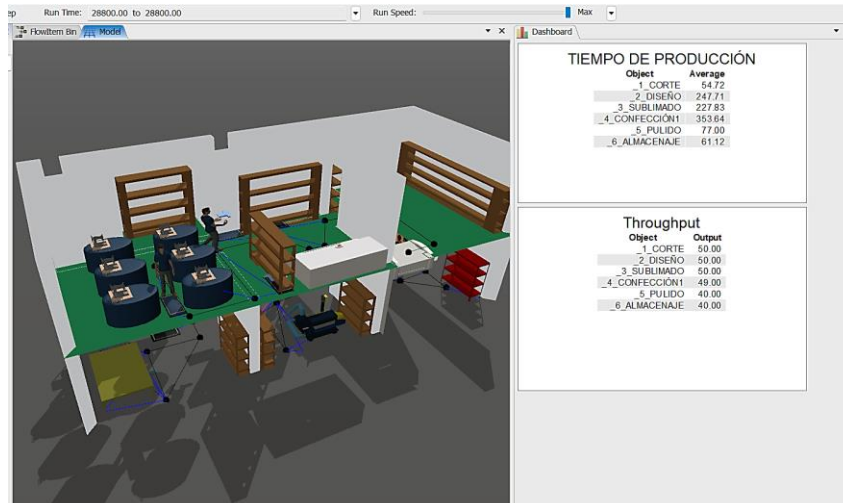 ep Run Time: 28800.00 to 28800.00 Run Speed: Max
FlowItem Bin Model Dashboard
TIEMPO DE PRODUCCIÓN
Object Average
_1_CORTE 54.72
_2_DISEÑO 247.71
_3_SUBLIMADO 227.83
_4_CONFECCIÓN1 353.64
_5_PULIDO 77.00
_6_ALMACENAJE 61.12
Throughput
Object Output
_1_CORTE 50.00
_2_DISEÑO 50.00
_3_SUBLIMADO 50.00
_4_CONFECCIÓN1 49.00
_5_PULIDO 40.00
_6_ALMACENAJE 40.00